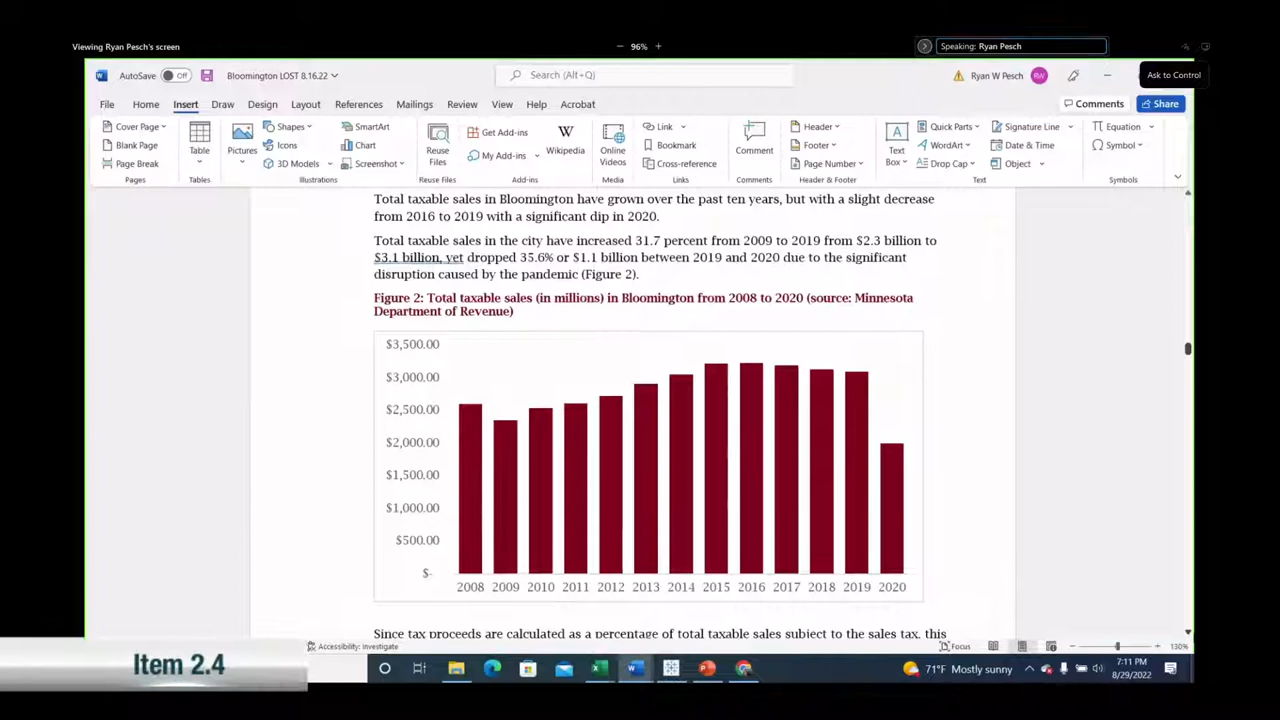 Viewing Ryan Pesch's screen
96%
Speaking: Ryan Pesch
AutoSave Off
Bloomington LOST 8.16.22
Search (Alt+Q)
Ryan W Pesch
RW
Ask to Control
File Home Insert Draw Design Layout References Mailings Review View Help Acrobat
Comments
Share
Cover Page
Blank Page
Page Break
Pages
Table
Tables
Pictures
Shapes
Icons
3D Models
SmartArt
Chart
Screenshot
Illustrations
Reuse
Files
Reuse Files
Get Add-ins
My Add-ins
Wikipedia
Add-ins
Online
Videos
Media
Link
Bookmark
Cross-reference
Links
Comment
Comments
Header
Footer
Page Number
Header & Footer
Text
Box
Quick Parts
WordArt
Drop Cap
Signature Line
Date & Time
Object
Text
Equation
Symbol
Symbols
Total taxable sales in Bloomington have grown over the past ten years, but with a slight decrease
from 2016 to 2019 with a significant dip in 2020.
Total taxable sales in the city have increased 31.7 percent from 2009 to 2019 from $2.3 billion to
$3.1 billion, yet dropped 35.6% or $1.1 billion between 2019 and 2020 due to the significant
disruption caused by the pandemic (Figure 2).
Figure 2: Total taxable sales (in millions) in Bloomington from 2008 to 2020 (source: Minnesota
Department of Revenue)
$3,500.00
$3,000.00
$2,500.00
$2,000.00
$1,500.00
$1,000.00
$500.00
$-
2008 2009 2010 2011 2012 2013 2014 2015 2016 2017 2018 2019 2020
Since tax proceeds are calculated as a percentage of total taxable sales subject to the sales tax, this
Accessibility: Investigate
Focus
130%
Item 2.4
71°F Mostly sunny
7:11 PM
8/29/2022